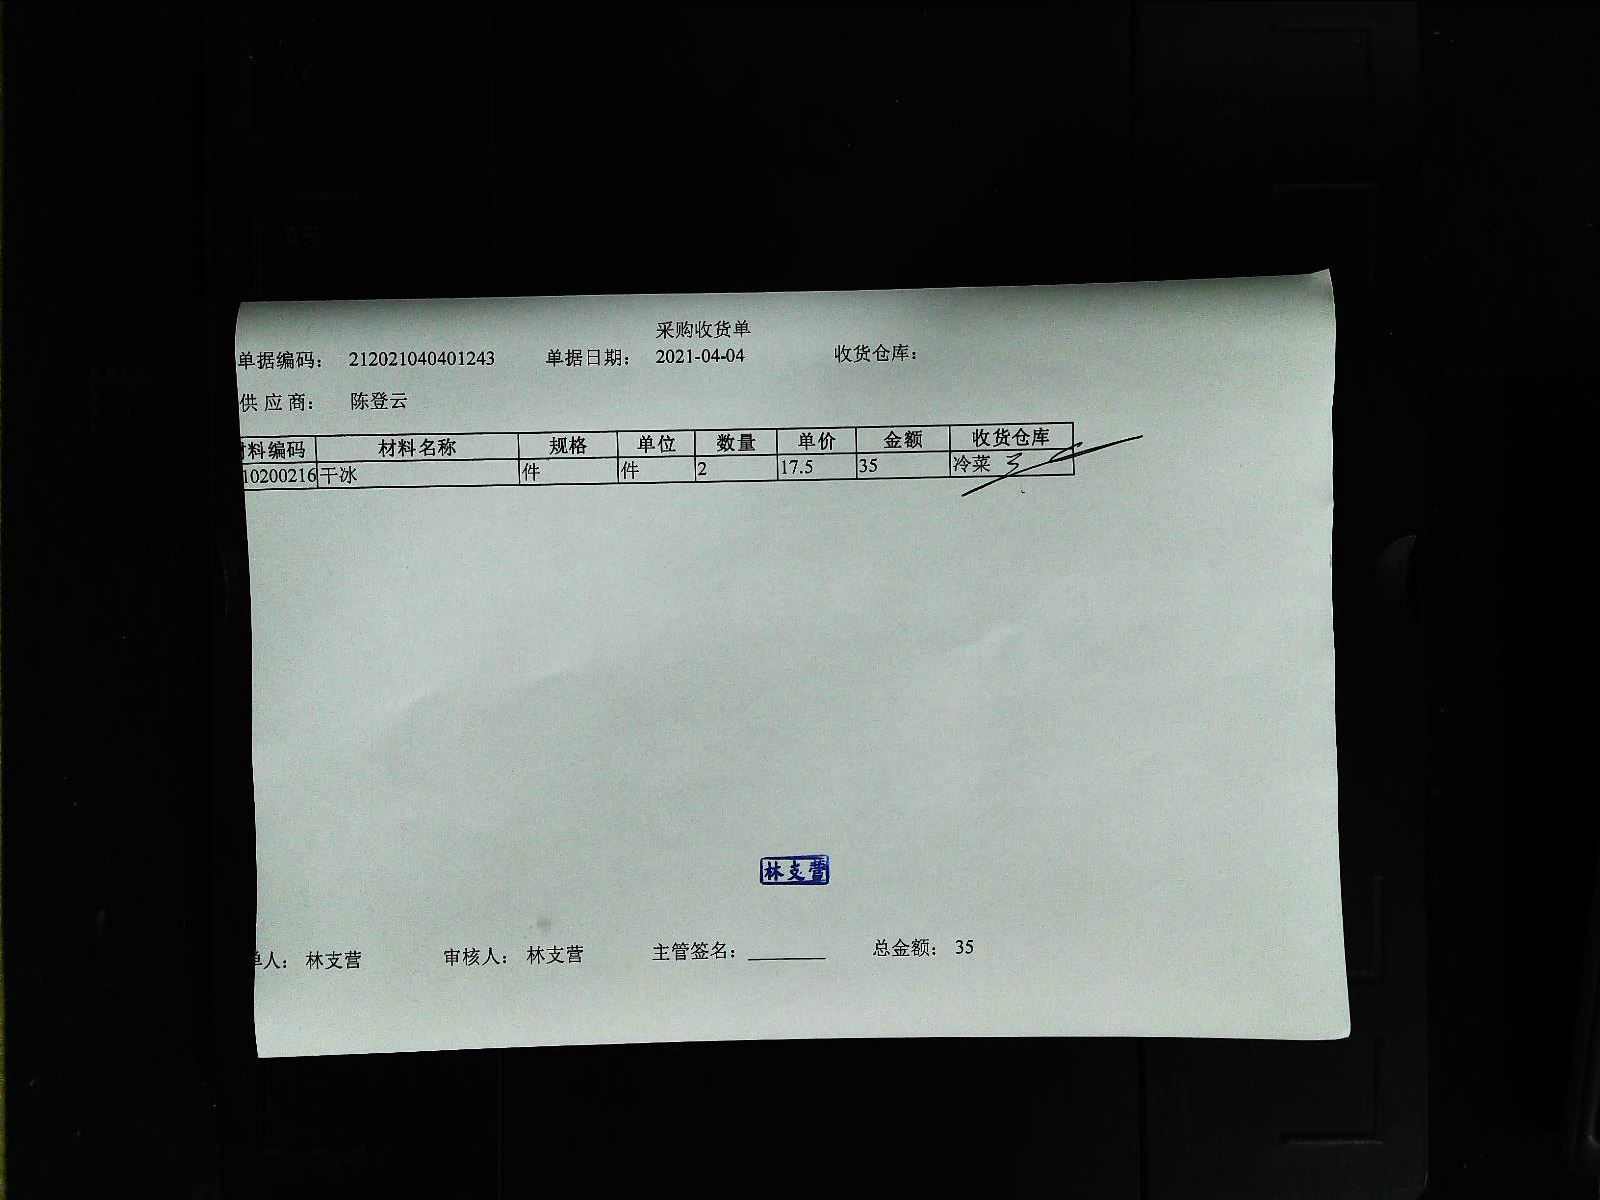 采购收货单
单据编码： 212021040401243 单据日期： 2021-04-04 收货仓库：
供应商： 陈登云
材料编码 材料名称 规格 单位 数量 单价 金额 收货仓库
10200216 干冰 件 件 2 17.5 35 冷菜
林支营
单人： 林支营 审核人： 林支营 主管签名： 总金额： 35